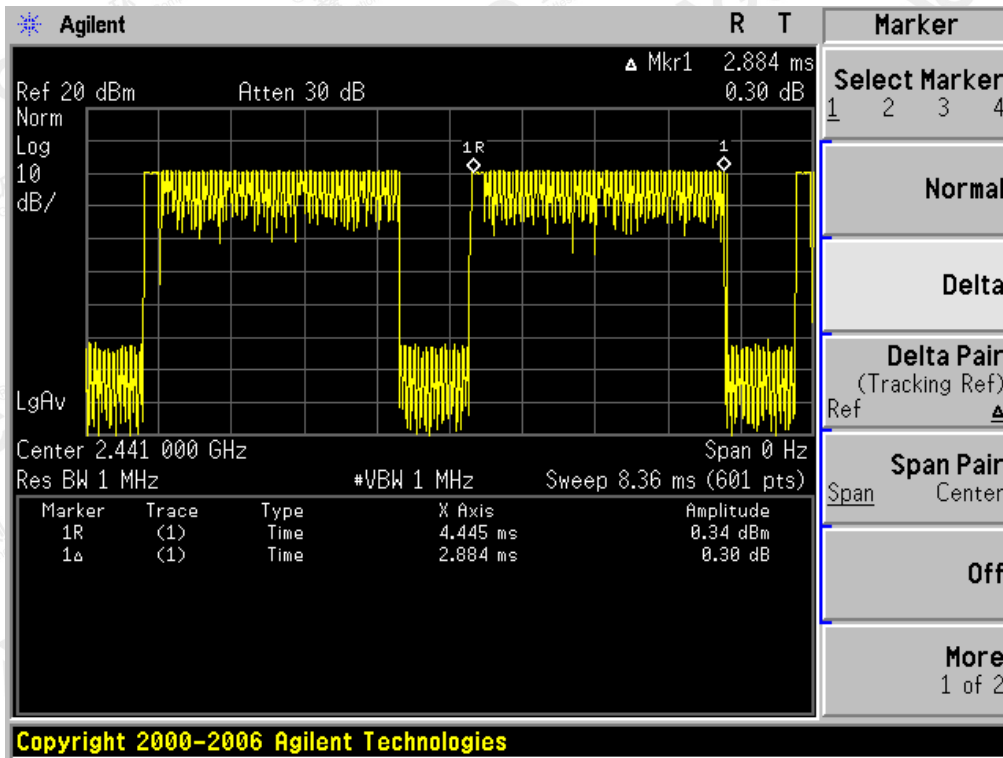 Agilent R T
Δ Mkr1 2.884 ms
Ref 20 dBm Atten 30 dB 0.30 dB
Norm
Log
10
dB/
1R
1
LgAv
Center 2.441 000 GHz Span 0 Hz
Res BW 1 MHz #VBW 1 MHz Sweep 8.36 ms (601 pts)
Marker Trace Type X Axis Amplitude
1R (1) Time 4.445 ms 0.34 dBm
1Δ (1) Time 2.884 ms 0.30 dB
Marker
Select Marker
1 2 3 4
Normal
Delta
Delta Pair
(Tracking Ref)
Ref Δ
Span Pair
Span Center
Off
More
1 of 2
Copyright 2000-2006 Agilent Technologies